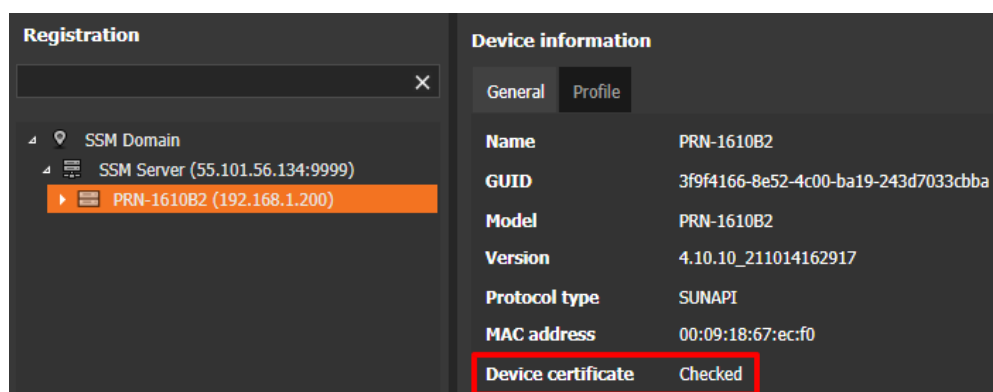 Registration
SSM Domain
SSM Server (55.101.56.134:9999)
PRN-1610B2 (192.168.1.200)
Device information
General Profile
Name PRN-1610B2
GUID 3f9f4166-8e52-4c00-ba19-243d7033cbba
Model PRN-1610B2
Version 4.10.10_211014162917
Protocol type SUNAPI
MAC address 00:09:18:67:ec:f0
Device certificate Checked